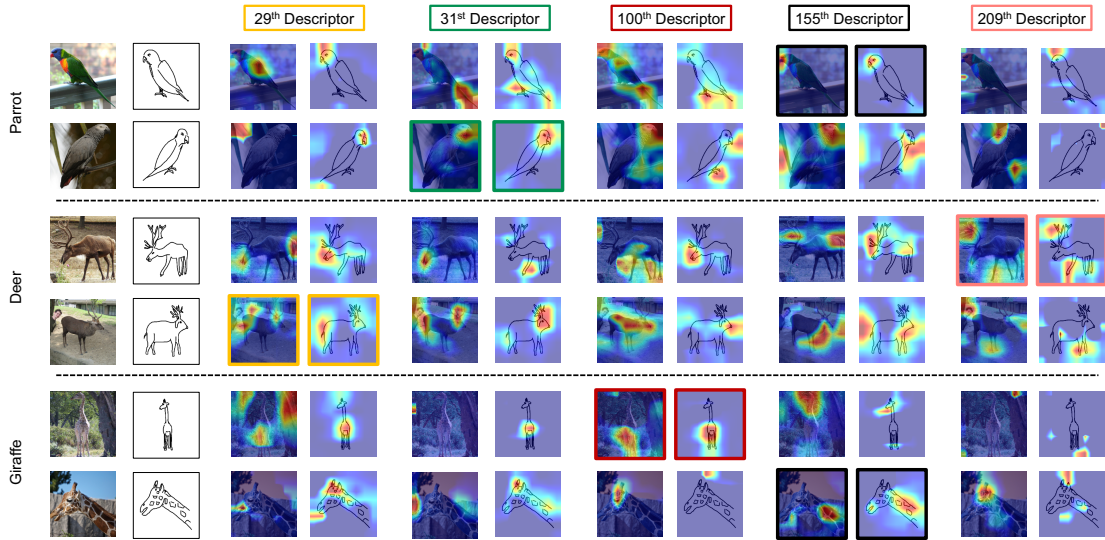 29th Descriptor
31st Descriptor
100th Descriptor
155th Descriptor
209th Descriptor
Parrot
Deer
Giraffe